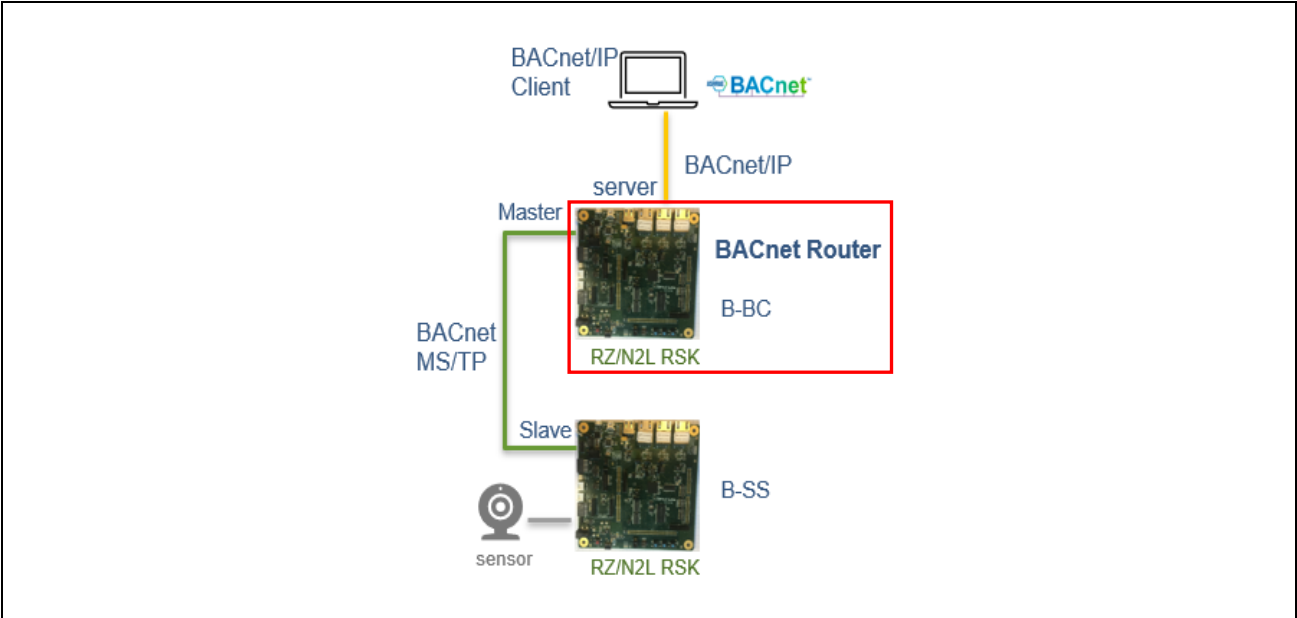 BACnet/IP
Client
BACnet
BACnet/IP
server
Master
BACnet Router
B-BC
RZ/N2L RSK
BACnet
MS/TP
Slave
B-SS
sensor
RZ/N2L RSK